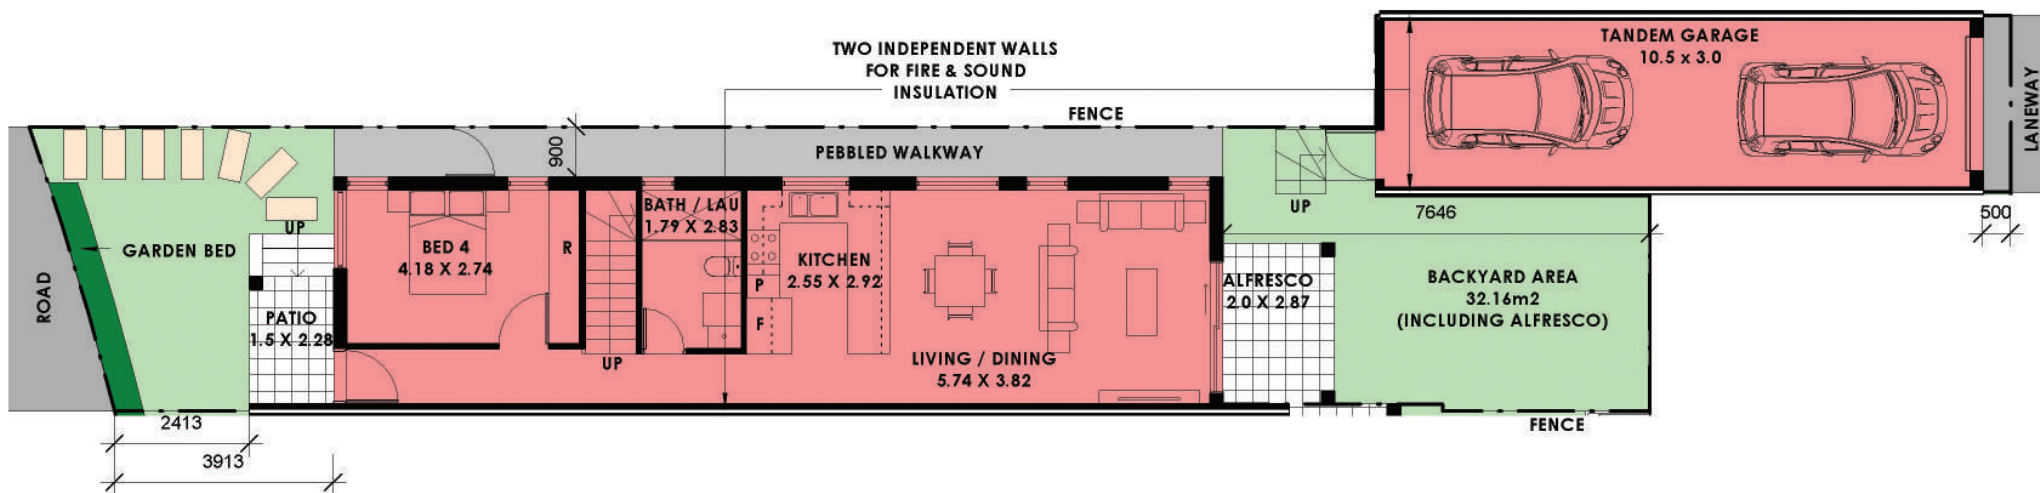 TWO INDEPENDENT WALLS
FOR FIRE & SOUND
INSULATION
TANDEM GARAGE
10.5 x 3.0
FENCE
LANEWAY
900
PEBBLED WALKWAY
ROAD
GARDEN BED
UP
PATIO
1.5 X 2.28
BED 4
4.18 X 2.74
R
UP
BATH / LAU
1.79 X 2.83
KITCHEN
2.55 X 2.92
P
F
LIVING / DINING
5.74 X 3.82
UP
7646
500
ALFRESCO
2.0 X 2.87
BACKYARD AREA
32.16m2
(INCLUDING ALFRESCO)
FENCE
2413
3913